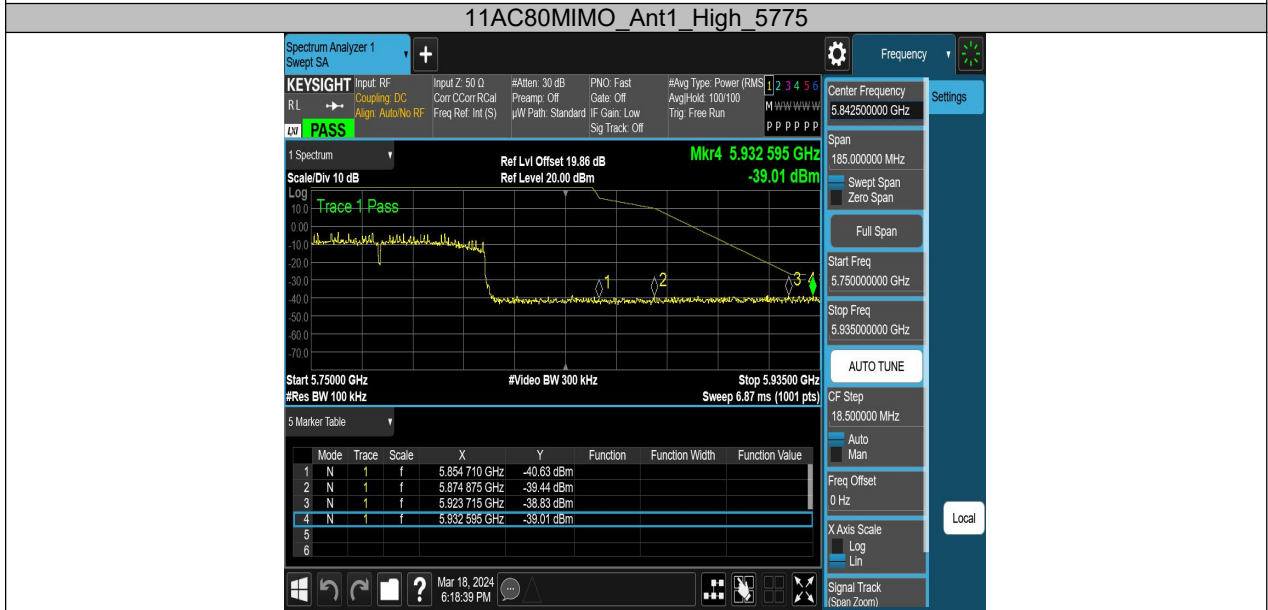 11AC80MIMO_Ant1_High_5775
Spectrum Analyzer 1
Swept SA
+
Frequency
KEYSIGHT
RL
LXI PASS
Input: RF
Coupling: DC
Align: Auto/No RF
Input Z: 50 Ω
Corr CCorr RCal
Freq Ref: Int (S)
#Atten: 30 dB
Preamp: Off
µW Path: Standard
PNO: Fast
Gate: Off
IF Gain: Low
Sig Track: Off
#Avg Type: Power (RMS
Avg|Hold: 100/100
Trig: Free Run
1 2 3 4 5 6
M W W W W W
P P P P P P
1 Spectrum
Scale/Div 10 dB
Ref Lvl Offset 19.86 dB
Ref Level 20.00 dBm
Mkr4 5.932 595 GHz
-39.01 dBm
Log
Trace 1 Pass
10.0
0.00
-10.0
-20.0
-30.0
-40.0
-50.0
-60.0
-70.0
1
2
3
4
Start 5.75000 GHz
#Res BW 100 kHz
#Video BW 300 kHz
Stop 5.93500 GHz
Sweep 6.87 ms (1001 pts)
5 Marker Table
Mode Trace Scale X Y Function Function Width Function Value
1 N 1 f 5.854 710 GHz -40.63 dBm
2 N 1 f 5.874 875 GHz -39.44 dBm
3 N 1 f 5.923 715 GHz -38.83 dBm
4 N 1 f 5.932 595 GHz -39.01 dBm
5
6
Mar 18, 2024
6:18:39 PM
Center Frequency
5.842500000 GHz
Settings
Span
185.000000 MHz
Swept Span
Zero Span
Full Span
Start Freq
5.750000000 GHz
Stop Freq
5.935000000 GHz
AUTO TUNE
CF Step
18.500000 MHz
Auto
Man
Freq Offset
0 Hz
X Axis Scale
Log
Lin
Local
Signal Track
(Span Zoom)